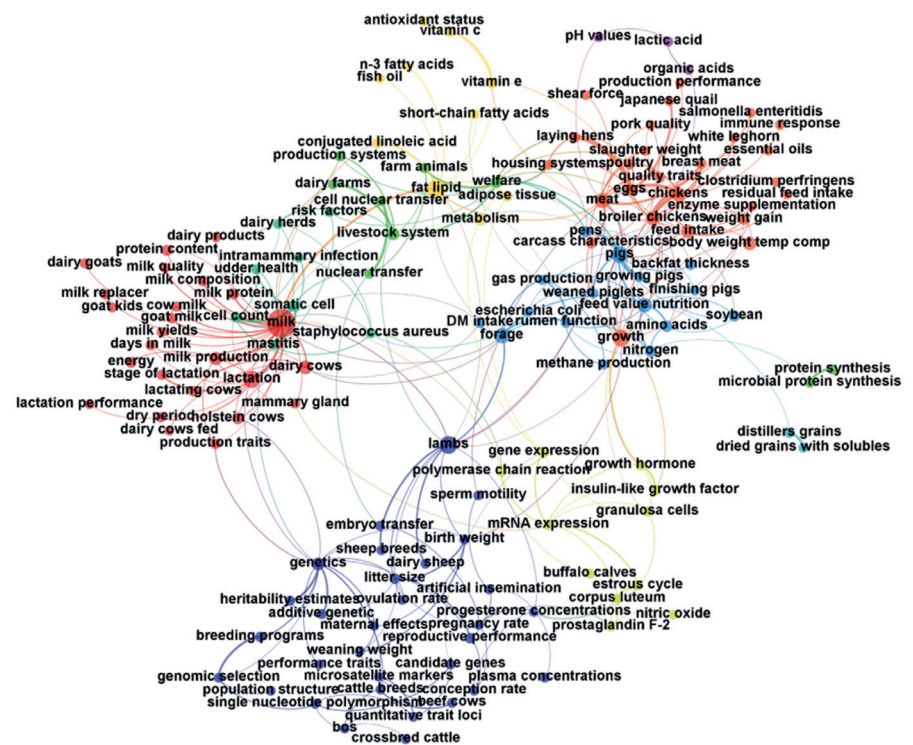 antioxidant status
vitamin c
pH values
lactic acid
n-3 fatty acids
fish oil
vitamin e
organic acids
production performance
shear force
japanese quail
short-chain fatty acids
salmonella enteritidis
pork quality
immune response
laying hens
white leghorn
conjugated linoleic acid
slaughter weight
essential oils
production systems
farm animals
housing systems
poultry
breast meat
dairy farms
fat lipid
welfare
quality traits
clostridium perfringens
cell nuclear transfer
adipose tissue
eggs
chickens
residual feed intake
meat
enzyme supplementation
risk factors
metabolism
broiler chickens
weight gain
dairy herds
livestock system
pens
feed intake
dairy products
carcass characteristics
body weight
temp comp
protein content
pigs
dairy goats
intramammary infection
backfat thickness
milk quality
udder health
nuclear transfer
growing pigs
milk composition
gas production
milk replacer
milk protein
weaned piglets
finishing pigs
goat kids
cow milk
somatic cell
feed value
nutrition
goat milk
cell count
escherichia coli
soybean
milk
DM intake
rumen function
amino acids
milk yields
staphylococcus aureus
forage
growth
days in milk
mastitis
nitrogen
energy
milk production
methane production
dairy cows
protein synthesis
stage of lactation
lactation
microbial protein synthesis
lactating cows
lactation performance
mammary gland
dry period
holstein cows
dairy cows fed
distillers grains
production traits
lambs
dried grains with solubles
gene expression
polymerase chain reaction
growth hormone
sperm motility
insulin-like growth factor
granulosa cells
embryo transfer
mRNA expression
birth weight
sheep breeds
genetics
dairy sheep
litter size
buffalo calves
artificial insemination
estrous cycle
heritability estimates
ovulation rate
corpus luteum
additive genetic
progesterone concentrations
nitric oxide
maternal effects
pregnancy rate
prostaglandin F-2
breeding programs
reproductive performance
weaning weight
performance traits
candidate genes
genomic selection
microsatellite markers
plasma concentrations
population structure
cattle breeds
conception rate
single nucleotide polymorphism
beef cows
quantitative trait loci
bos
crossbred cattle